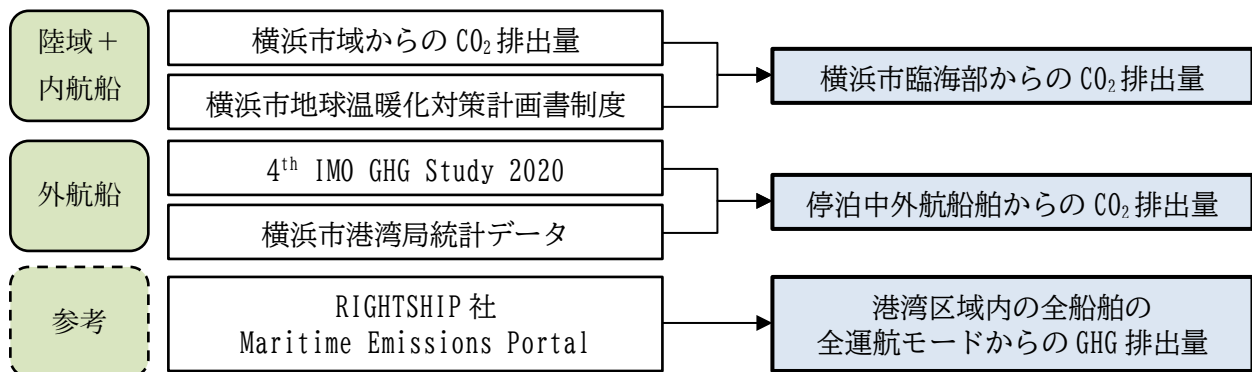 陸域＋
内航船
横浜市域からの CO₂ 排出量
横浜市地球温暖化対策計画書制度
横浜市臨海部からの CO₂ 排出量
外航船
4th IMO GHG Study 2020
横浜市港湾局統計データ
停泊中外航船舶からの CO₂ 排出量
参考
RIGHTSHIP 社
Maritime Emissions Portal
港湾区域内の全船舶の
全運航モードからの GHG 排出量